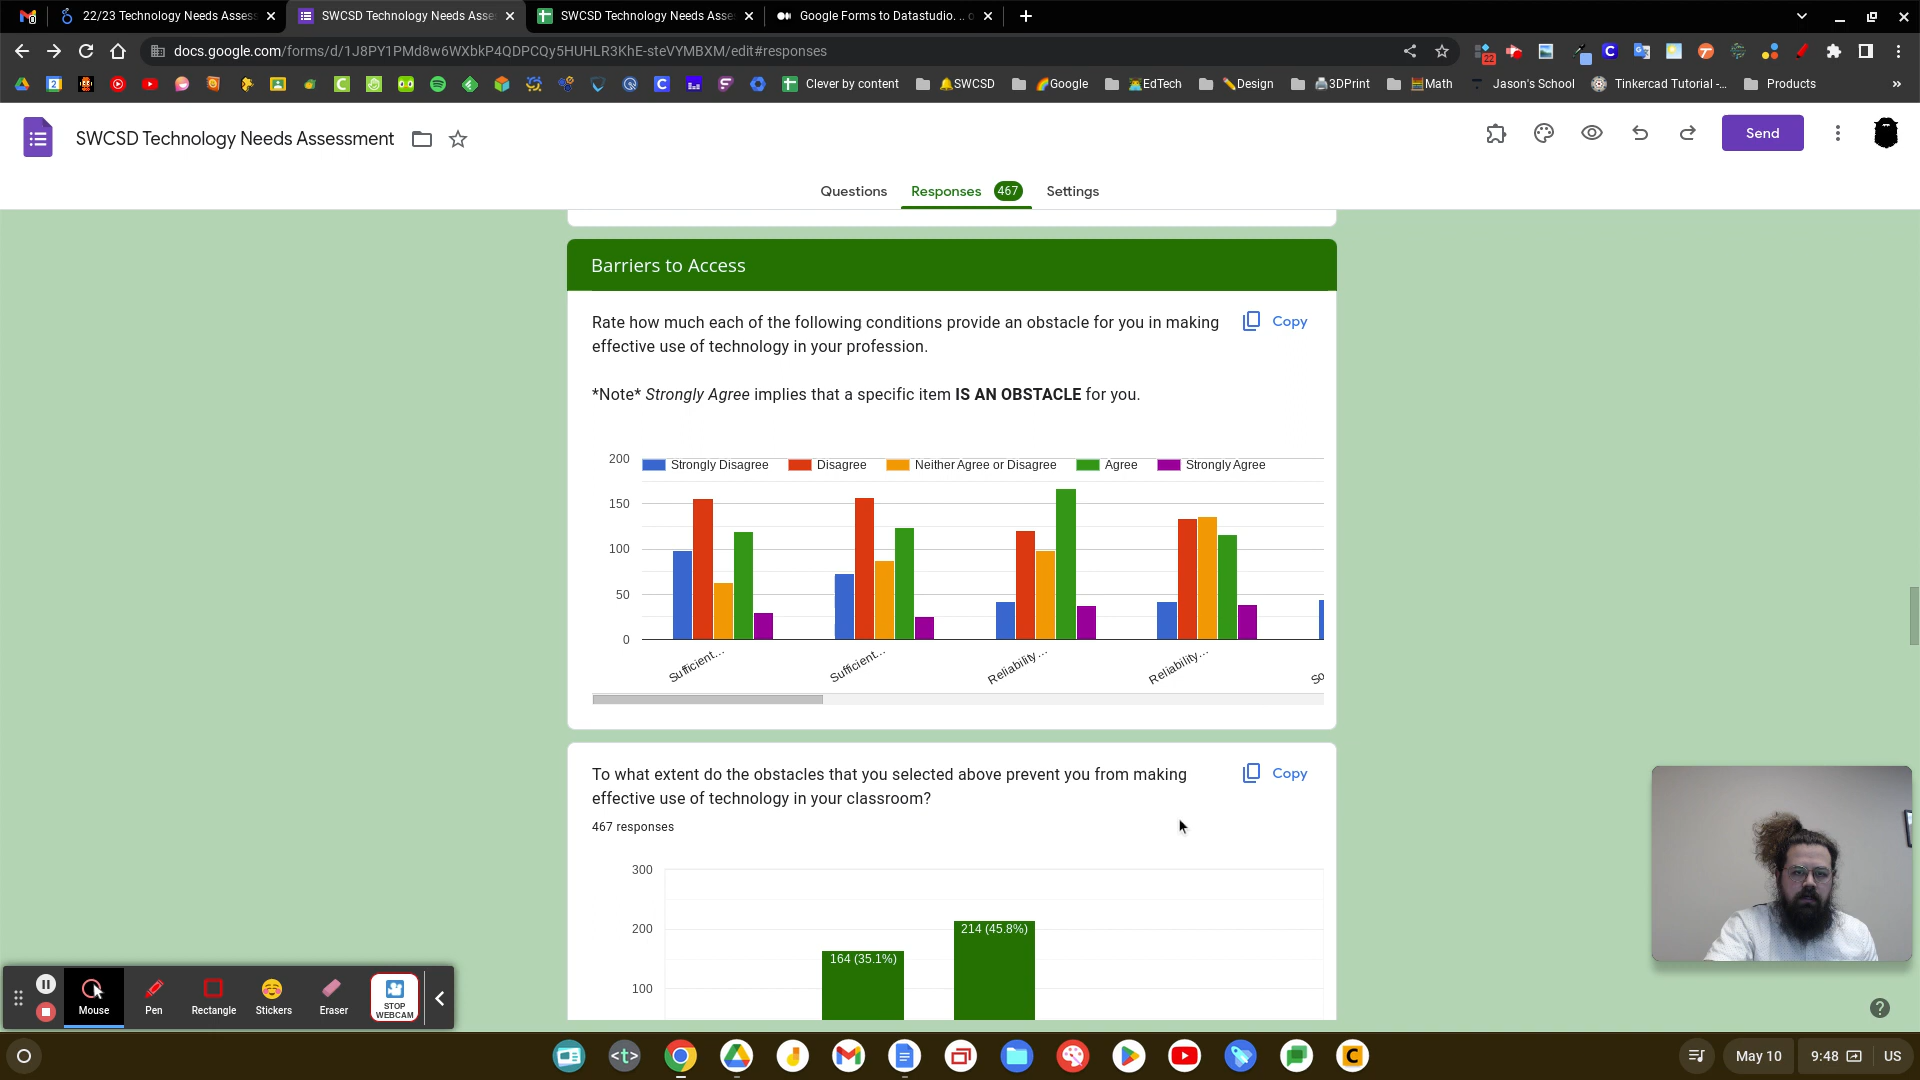 22/23 Technology Needs Assess
SWCSD Technology Needs Asse
SWCSD Technology Needs Asse
Google Forms to Datastudio. .. o
docs.google.com/forms/d/1J8PY1PMd8w6WXbkP4QDPCQy5HUHLR3KhE-steVYMBXM/edit#responses
22
Clever by content
SWCSD
Google
EdTech
Design
3DPrint
Math
Jason's School
Tinkercad Tutorial -...
Products
SWCSD Technology Needs Assessment
Send
Questions
Responses 467
Settings
Barriers to Access
Rate how much each of the following conditions provide an obstacle for you in making
effective use of technology in your profession.
Copy
*Note* Strongly Agree implies that a specific item IS AN OBSTACLE for you.
200
Strongly Disagree
Disagree
Neither Agree or Disagree
Agree
Strongly Agree
150
100
50
0
Sufficient...
Sufficient...
Reliability...
Reliability...
So
To what extent do the obstacles that you selected above prevent you from making
effective use of technology in your classroom?
Copy
467 responses
300
200
100
164 (35.1%)
214 (45.8%)
Mouse
Pen
Rectangle
Stickers
Eraser
STOP
WEBCAM
May 10
9:48
US